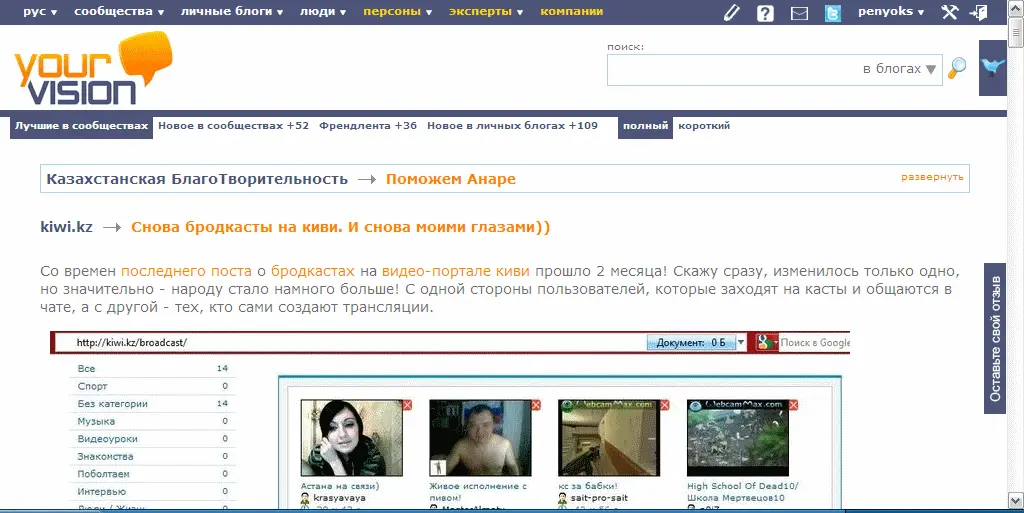 рус сообщества личные блоги люди персоны эксперты компании penyoks
your VISION
поиск:
в блогах
Лучшие в сообществах Новое в сообществах +52 Френдлента +36 Новое в личных блогах +109 полный короткий
Казахстанская БлагоТворительность → Поможем Анаре развернуть
kiwi.kz → Снова бродкасты на киви. И снова моими глазами))
Со времен последнего поста о бродкастах на видео-портале киви прошло 2 месяца! Скажу сразу, изменилось только одно,
но значительно - народу стало намного больше! С одной стороны пользователей, которые заходят на касты и общаются в
чате, а с другой - тех, кто сами создают трансляции.
Оставьте свой отзыв
http://kiwi.kz/broadcast/ Документ: 0 Б Поиск в Google
Все 14
Спорт 0
Без категории 14
Музыка 0
Видеоуроки 0
Знакомства 0
Поболтаем 0
Интервью 0
Люди / Жизн
WebcamMax.com
WebcamMax.com
Астана на связи)
krasyavaya
Живое исполнение с
пивом!
MasterAlmaty
кс за бабки!
sait-pro-sait
High School Of Dead10/
Школа Мертвецов10